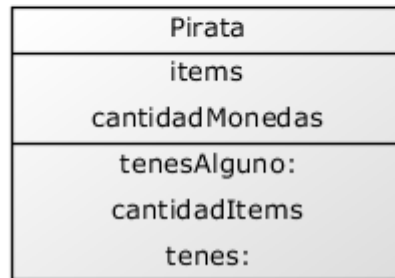 Pirata
items
cantidadMonedas
tenesAlguno:
cantidadItems
tenes: